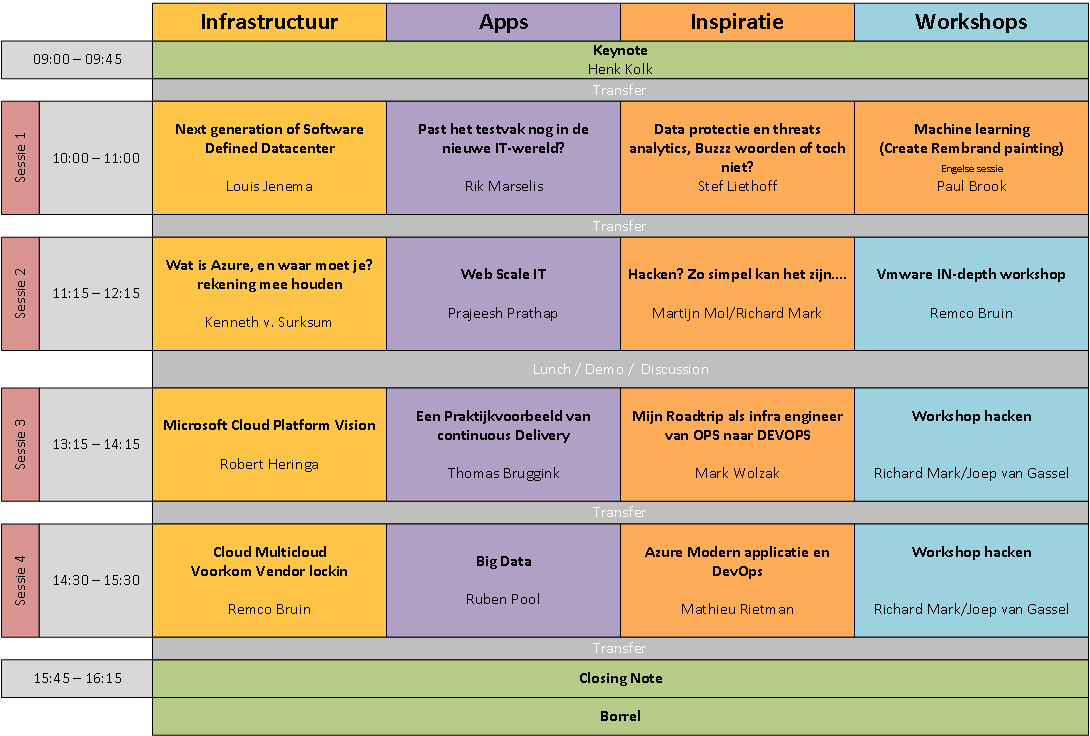 Infrastructuur
Apps
Inspiratie
Workshops
09:00 – 09:45
Keynote
Henk Kolk
Transfer
Sessie 1
10:00 – 11:00
Next generation of Software
Defined Datacenter
Louis Jenema
Past het testvak nog in de
nieuwe IT-wereld?
Rik Marselis
Data protectie en threats
analytics, Buzzz woorden of toch
niet?
Stef Liethoff
Machine learning
(Create Rembrand painting)
Engelse sessie
Paul Brook
Transfer
Sessie 2
11:15 – 12:15
Wat is Azure, en waar moet je?
rekening mee houden
Kenneth v. Surksum
Web Scale IT
Prajeesh Prathap
Hacken? Zo simpel kan het zijn....
Martijn Mol/Richard Mark
Vmware IN-depth workshop
Remco Bruin
Lunch / Demo / Discussion
Sessie 3
13:15 – 14:15
Microsoft Cloud Platform Vision
Robert Heringa
Een Praktijkvoorbeeld van
continuous Delivery
Thomas Bruggink
Mijn Roadtrip als infra engineer
van OPS naar DEVOPS
Mark Wolzak
Workshop hacken
Richard Mark/Joep van Gassel
Transfer
Sessie 4
14:30 – 15:30
Cloud Multicloud
Voorkom Vendor lockin
Remco Bruin
Big Data
Ruben Pool
Azure Modern applicatie en
DevOps
Mathieu Rietman
Workshop hacken
Richard Mark/Joep van Gassel
Transfer
15:45 – 16:15
Closing Note
Borrel